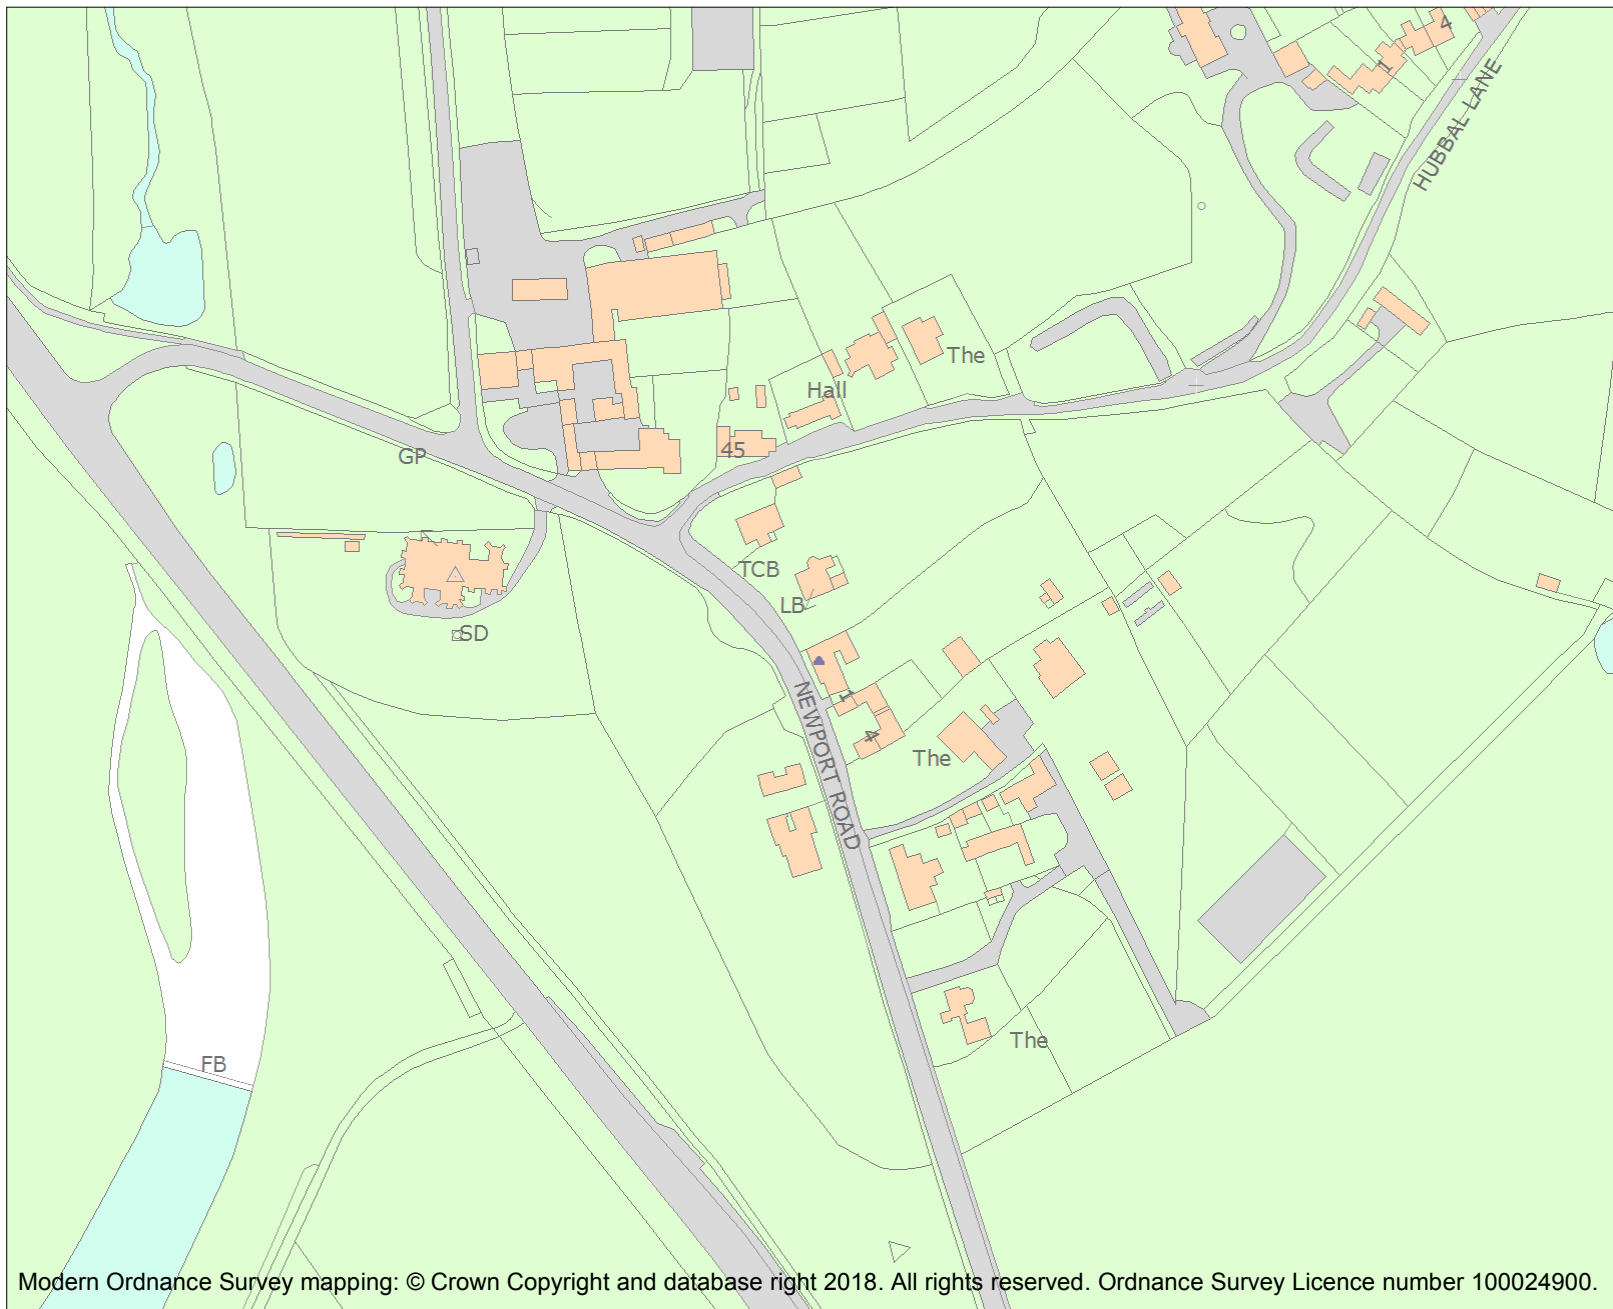 4
1
HUBBAL LANE
The
Hall
45
GP
TCB
LB
SD
1
NEWPORT ROAD
4
The
The
FB
Modern Ordnance Survey mapping: © Crown Copyright and database right 2018. All rights reserved. Ordnance Survey Licence number 100024900.